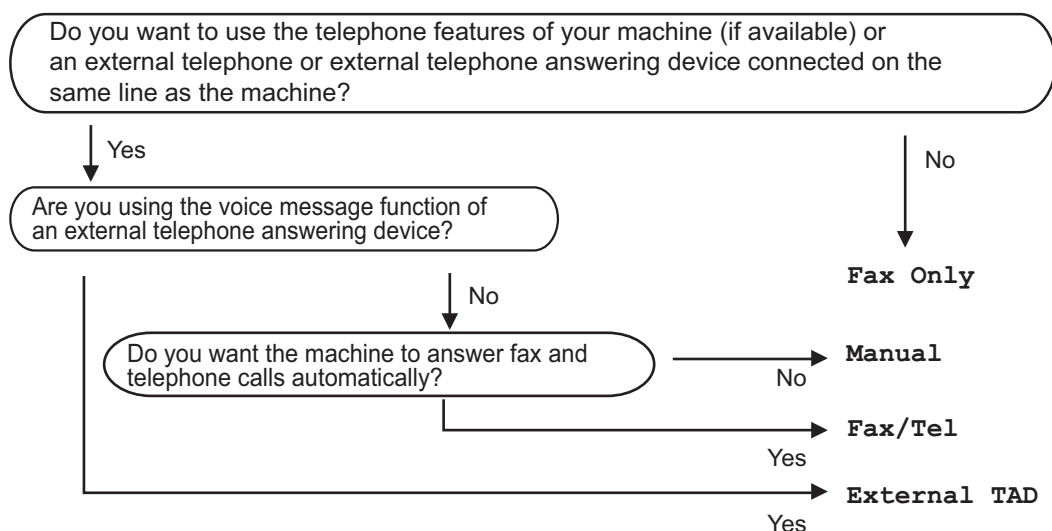 Do you want to use the telephone features of your machine (if available) or
an external telephone or external telephone answering device connected on the
same line as the machine?
Yes
No
Are you using the voice message function of
an external telephone answering device?
Fax Only
No
Do you want the machine to answer fax and
telephone calls automatically?
Manual
No
Fax/Tel
Yes
External TAD
Yes